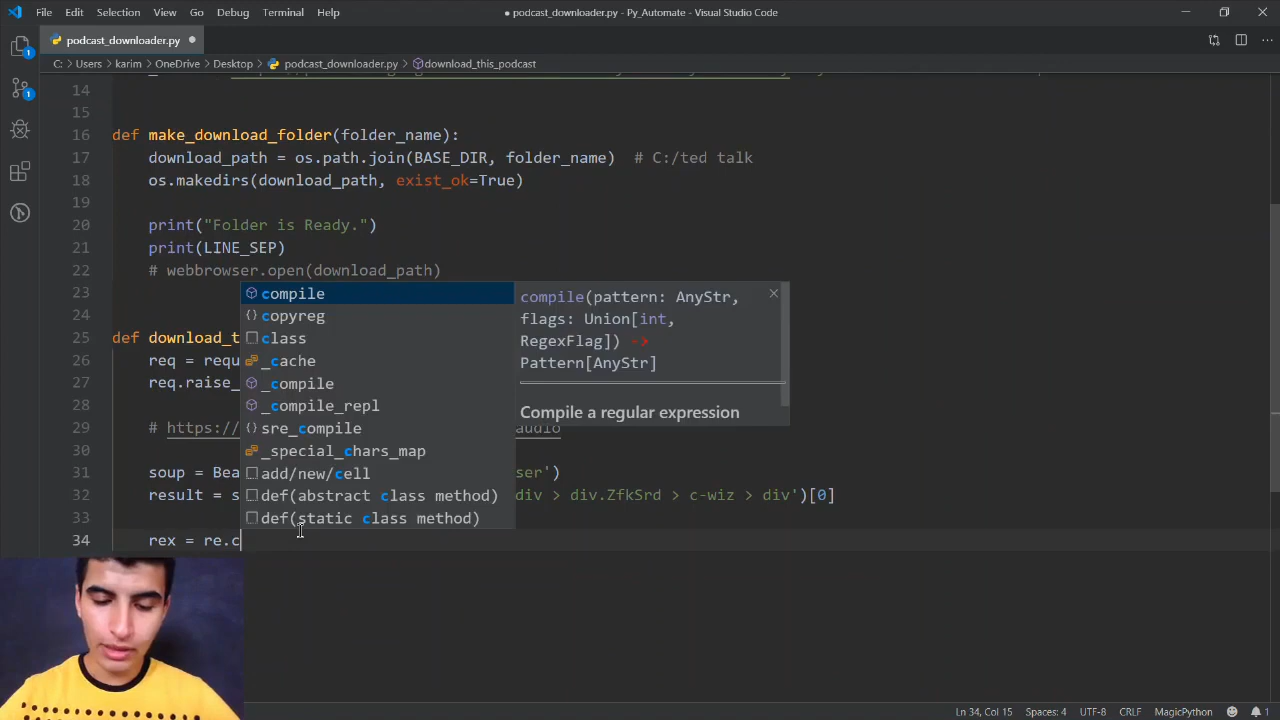 File Edit Selection View Go Debug Terminal Help
● podcast_downloader.py - Py_Automate - Visual Studio Code
podcast_downloader.py ●
C: > Users > karim > OneDrive > Desktop > podcast_downloader.py > download_this_podcast
14
15
16 def make_download_folder(folder_name):
17 download_path = os.path.join(BASE_DIR, folder_name) # C:/ted talk
18 os.makedirs(download_path, exist_ok=True)
19
20 print("Folder is Ready.")
21 print(LINE_SEP)
22 # webbrowser.open(download_path)
23
24
25 def download_t
26 req = requ
27 req.raise_
28
29 # https:// audio
30
31 soup = Bea ser')
32 result = s div > div.ZfkSrd > c-wiz > div')[0]
33
34 rex = re.c
compile
copyreg
class
_cache
_compile
_compile_repl
sre_compile
_special_chars_map
add/new/cell
def(abstract class method)
def(static class method)
compile(pattern: AnyStr,
flags: Union[int,
RegexFlag]) ->
Pattern[AnyStr]
Compile a regular expression
Ln 34, Col 15 Spaces: 4 UTF-8 CRLF MagicPython 1